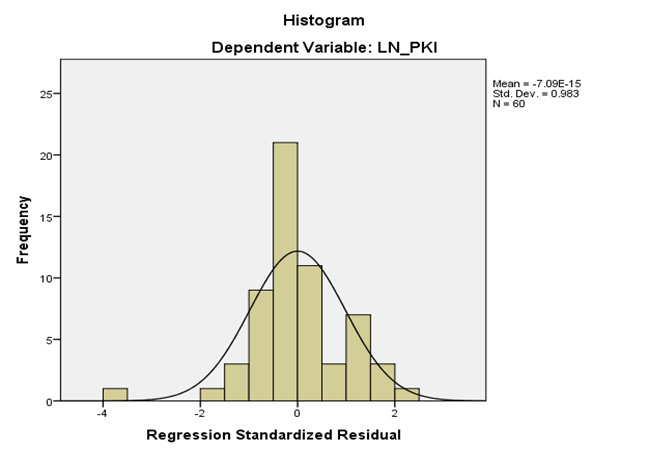 Histogram
Dependent Variable: LN_PKI
Mean = -7.09E-15
Std. Dev. = 0.983
N = 60
25
20
15
10
5
0
Frequency
-4
-2
0
2
Regression Standardized Residual